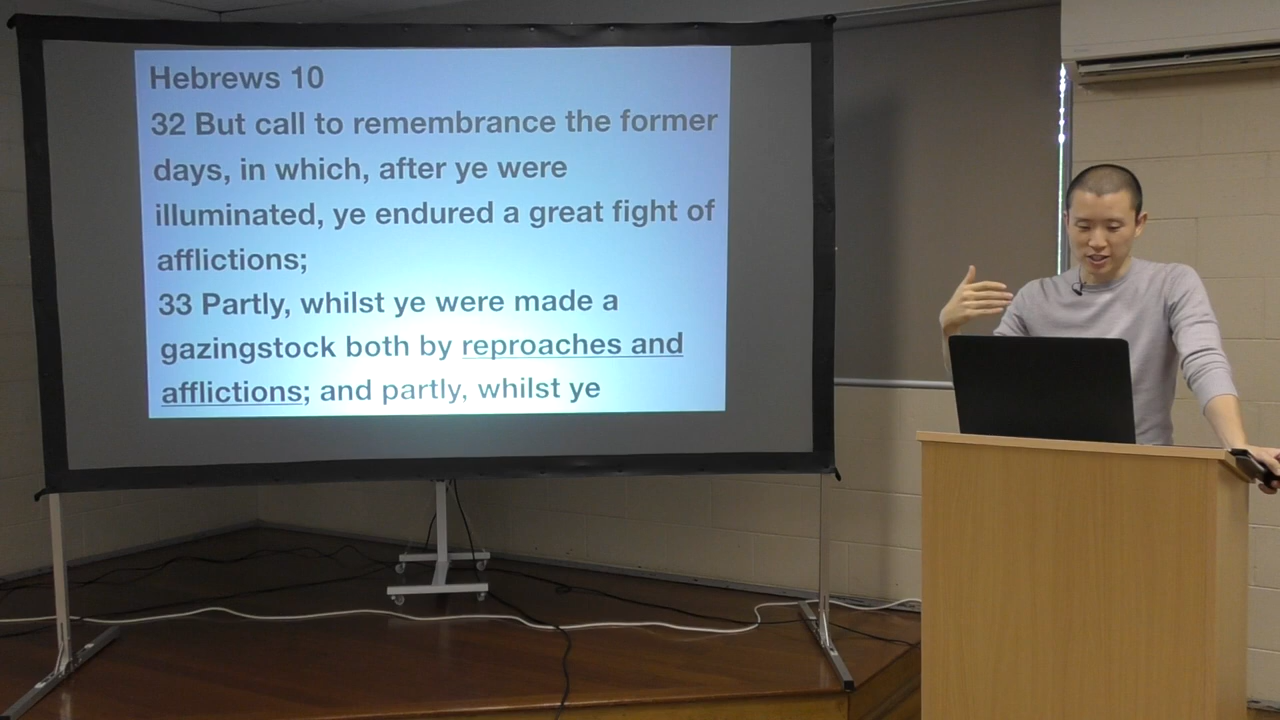 Hebrews 10
32 But call to remembrance the former
days, in which, after ye were
illuminated, ye endured a great fight of
afflictions;
33 Partly, whilst ye were made a
gazingstock both by reproaches and
afflictions; and partly, whilst ye